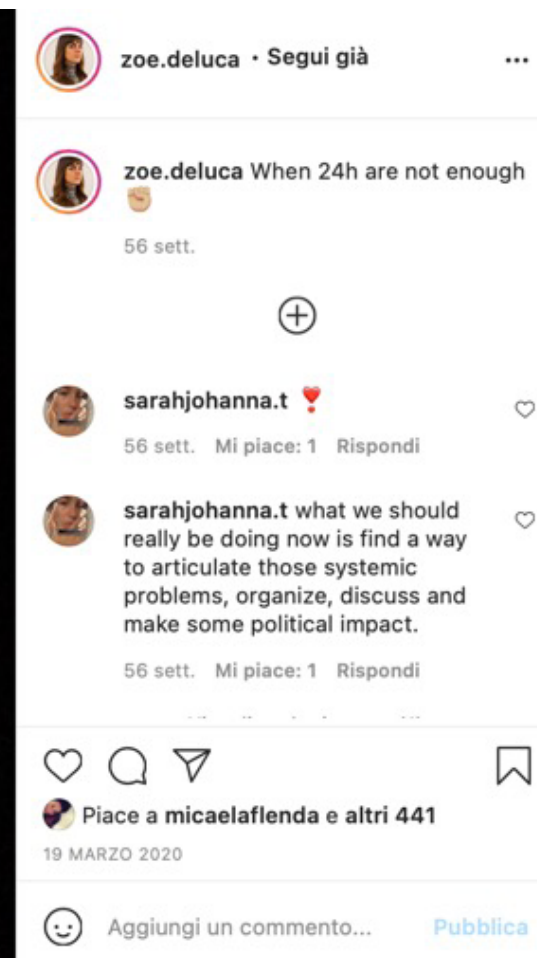 zoe.deluca • Segui già
zoe.deluca When 24h are not enough
✊🏼
56 sett.
sarahjohanna.t ❣️
56 sett. Mi piace: 1 Rispondi
sarahjohanna.t what we should
really be doing now is find a way
to articulate those systemic
problems, organize, discuss and
make some political impact.
56 sett. Mi piace: 1 Rispondi
Piace a micaelaflenda e altri 441
19 MARZO 2020
Aggiungi un commento... Pubblica